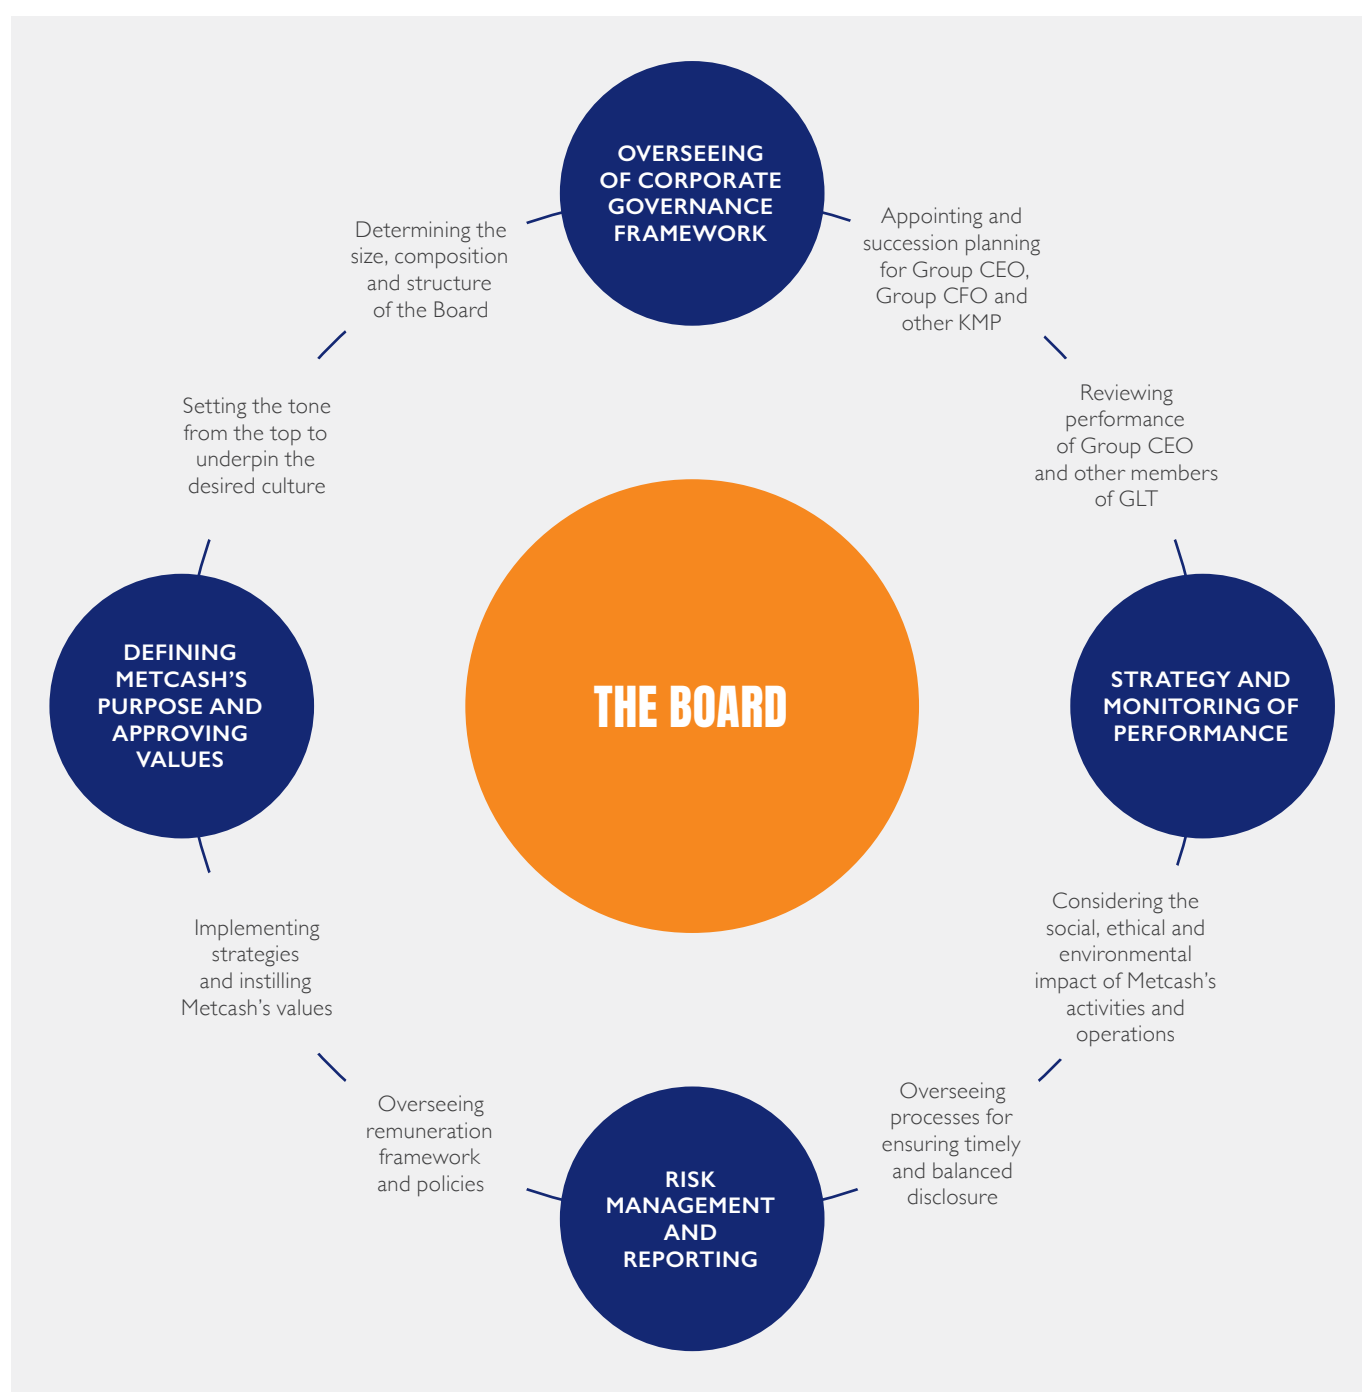 OVERSEEING
OF CORPORATE
GOVERNANCE
FRAMEWORK
Appointing and
succession planning
for Group CEO,
Group CFO and
other KMP
Reviewing
performance
of Group CEO
and other members
of GLT
STRATEGY AND
MONITORING OF
PERFORMANCE
Considering the
social, ethical and
environmental
impact of Metcash’s
activities and
operations
Overseeing
processes for
ensuring timely
and balanced
disclosure
RISK
MANAGEMENT
AND
REPORTING
Overseeing
remuneration
framework
and policies
Implementing
strategies
and instilling
Metcash’s values
DEFINING
METCASH’S
PURPOSE AND
APPROVING
VALUES
Setting the tone
from the top to
underpin the
desired culture
Determining the
size, composition
and structure
of the Board
THE BOARD